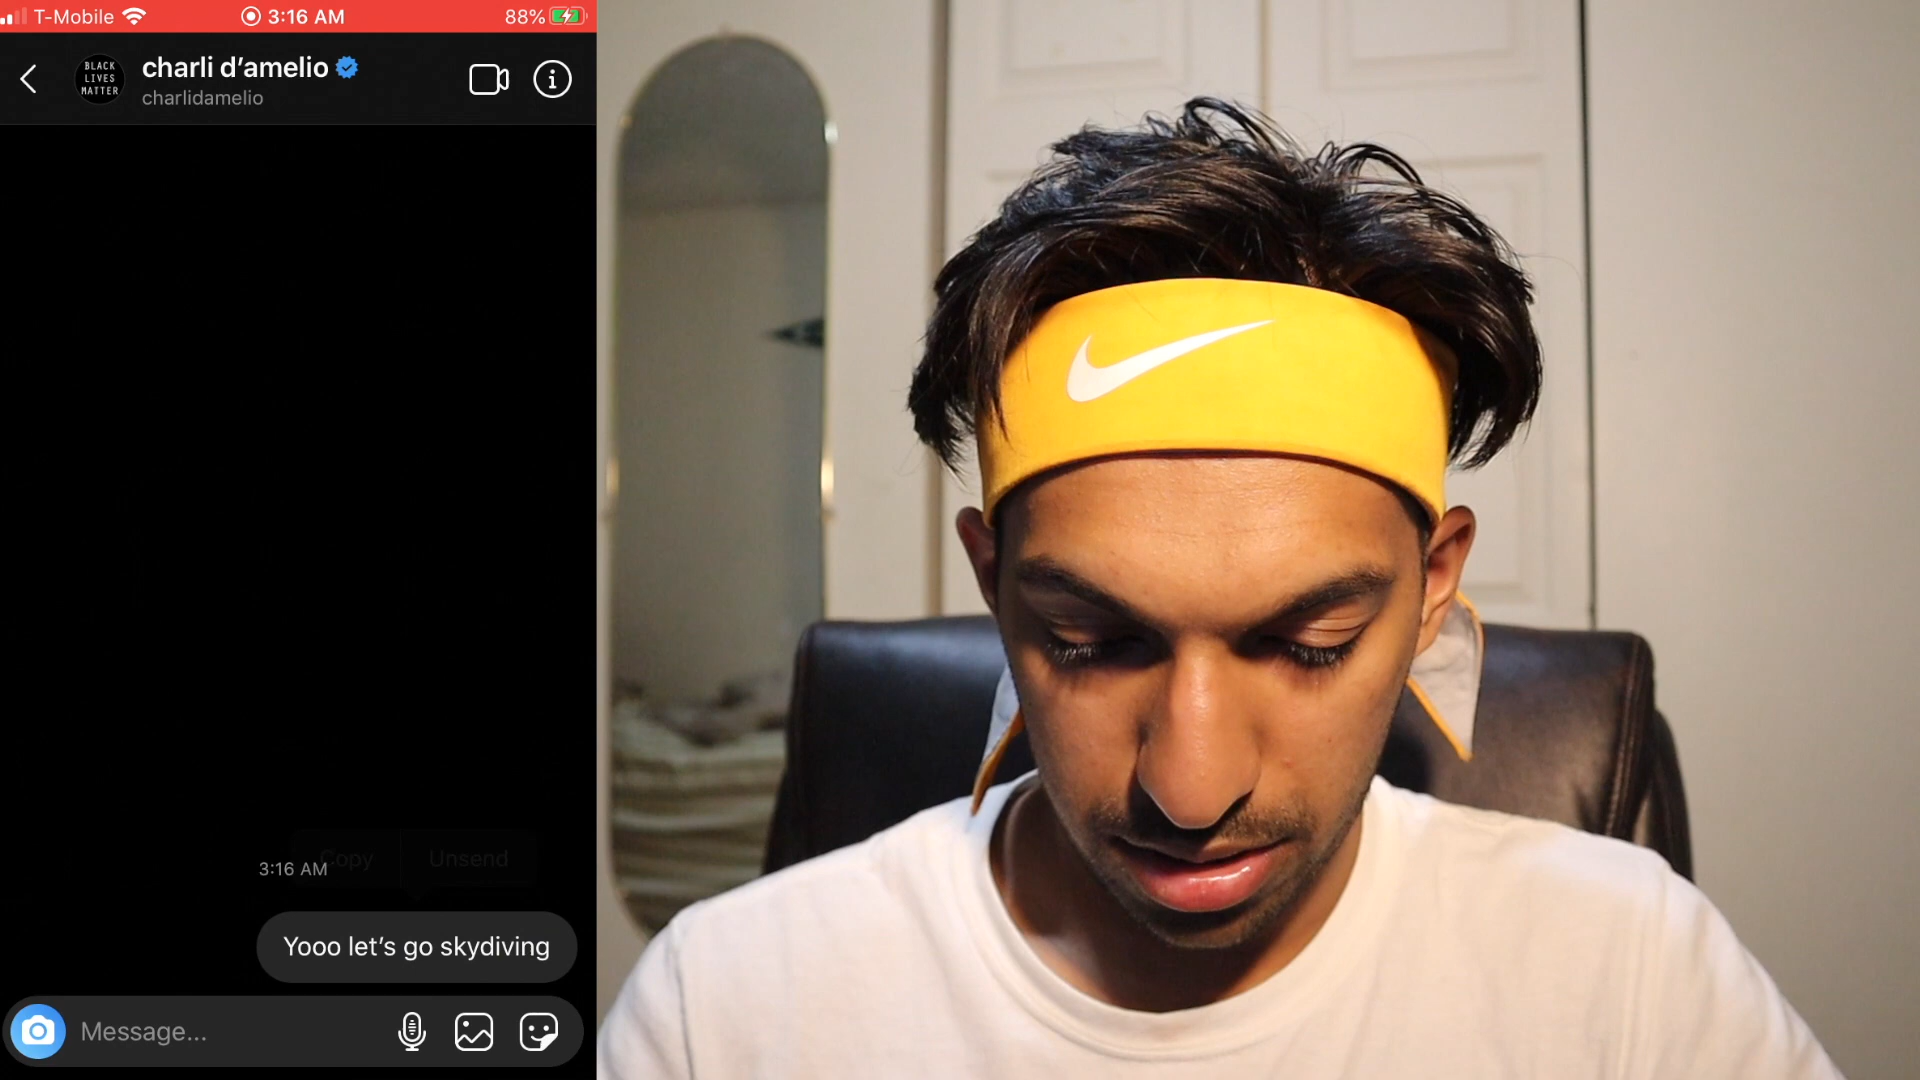 T-Mobile 3:16 AM 88%
BLACK
LIVES
MATTER
charli d’amelio
charlidamelio
Copy Unsend
3:16 AM
Yooo let’s go skydiving
Message...